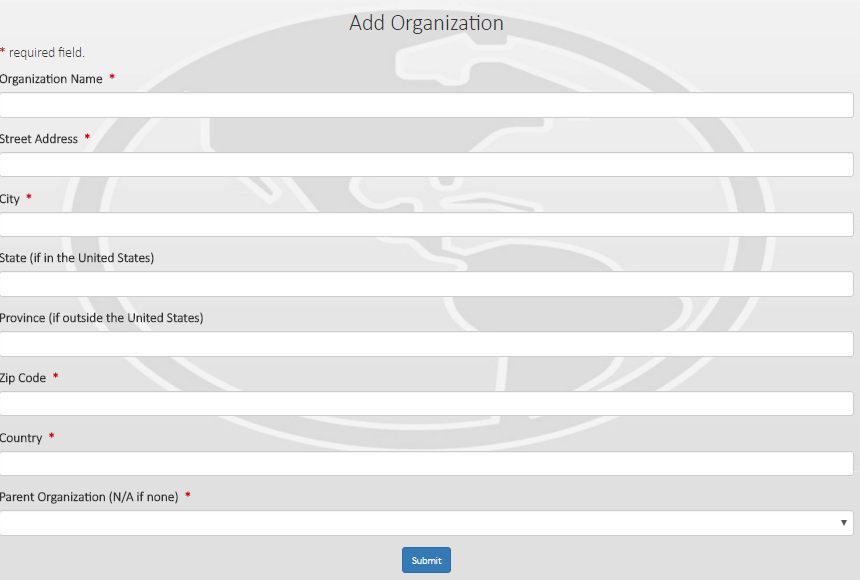 Add Organization
* required field.
Organization Name *
Street Address *
City *
State (if in the United States)
Province (if outside the United States)
Zip Code *
Country *
Parent Organization (N/A if none) *
Submit